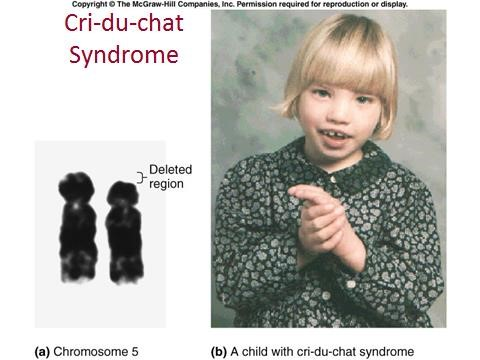 Copyright © The McGraw-Hill Companies, Inc. Permission required for reproduction or display.
Cri-du-chat
Syndrome
Deleted
region
(a) Chromosome 5
(b) A child with cri-du-chat syndrome